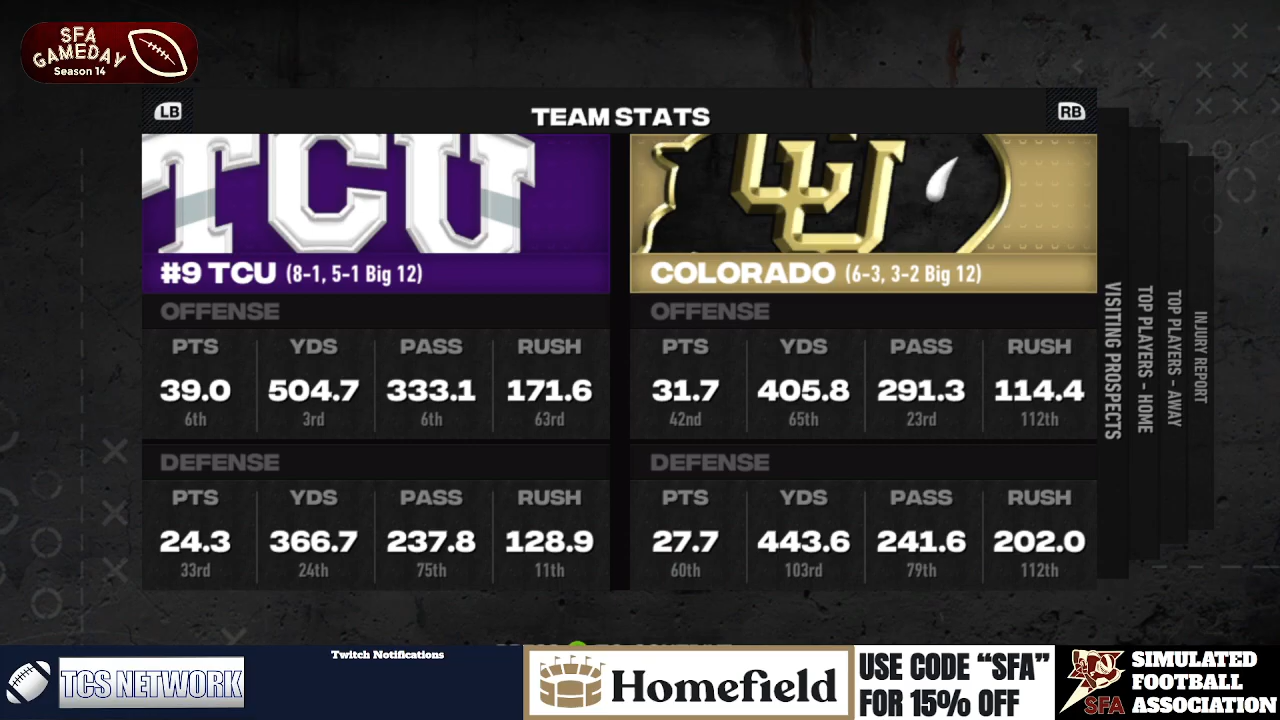 SFA
GAMEDAY
Season 14
LB
TEAM STATS
RB
TCU
CU
#9 TCU (8-1, 5-1 Big 12)
COLORADO (6-3, 3-2 Big 12)
OFFENSE
OFFENSE
PTS YDS PASS RUSH
PTS YDS PASS RUSH
39.0 504.7 333.1 171.6
31.7 405.8 291.3 114.4
6th 3rd 6th 63rd
42nd 65th 23rd 112th
DEFENSE
DEFENSE
PTS YDS PASS RUSH
PTS YDS PASS RUSH
24.3 366.7 237.8 128.9
27.7 443.6 241.6 202.0
33rd 24th 75th 11th
60th 103rd 79th 112th
VISITING PROSPECTS
TOP PLAYERS - HOME
TOP PLAYERS - AWAY
INJURY REPORT
TCS NETWORK
Twitch Notifications
Homefield
USE CODE “SFA”
FOR 15% OFF
SFA
SIMULATED
FOOTBALL
ASSOCIATION